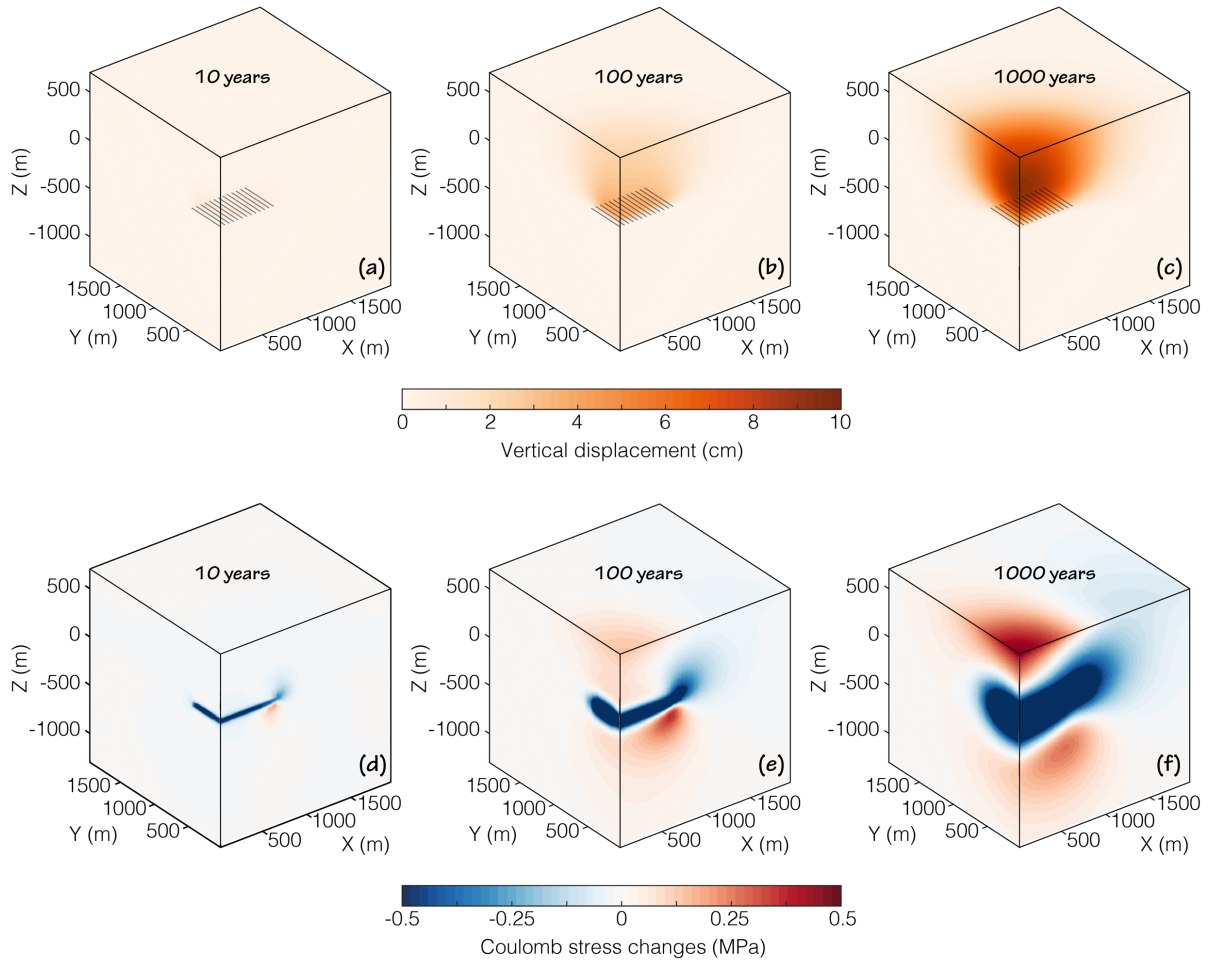 10 years
100 years
1000 years
500
0
-500
-1000
Z (m)
1500
1000
500
Y (m)
500
1000
1500
X (m)
(a)
500
0
-500
-1000
Z (m)
1500
1000
500
Y (m)
500
1000
1500
X (m)
(b)
500
0
-500
-1000
Z (m)
1500
1000
500
Y (m)
500
1000
1500
X (m)
(c)
0 2 4 6 8 10
Vertical displacement (cm)
10 years
100 years
1000 years
500
0
-500
-1000
Z (m)
1500
1000
500
Y (m)
500
1000
1500
X (m)
(d)
500
0
-500
-1000
Z (m)
1500
1000
500
Y (m)
500
1000
1500
X (m)
(e)
500
0
-500
-1000
Z (m)
1500
1000
500
Y (m)
500
1000
1500
X (m)
(f)
-0.5 -0.25 0 0.25 0.5
Coulomb stress changes (MPa)